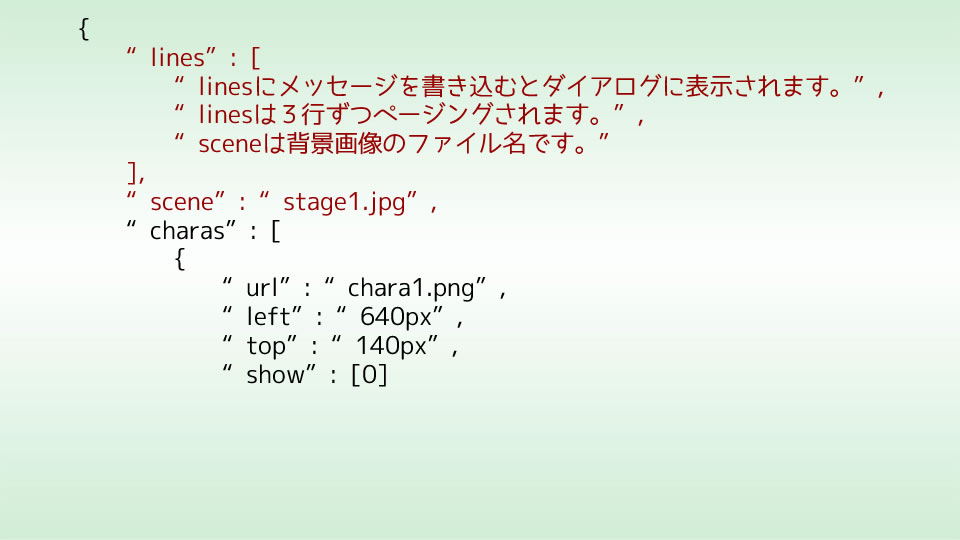 {
“ lines” : [
“ linesにメッセージを書き込むとダイアログに表示されます。” ,
“ linesは３行ずつページングされます。” ,
“ sceneは背景画像のファイル名です。”
],
“ scene” : “ stage1.jpg” ,
“ charas” : [
{
“ url” : “ chara1.png” ,
“ left” : “ 640px” ,
“ top” : “ 140px” ,
“ show” : [0]